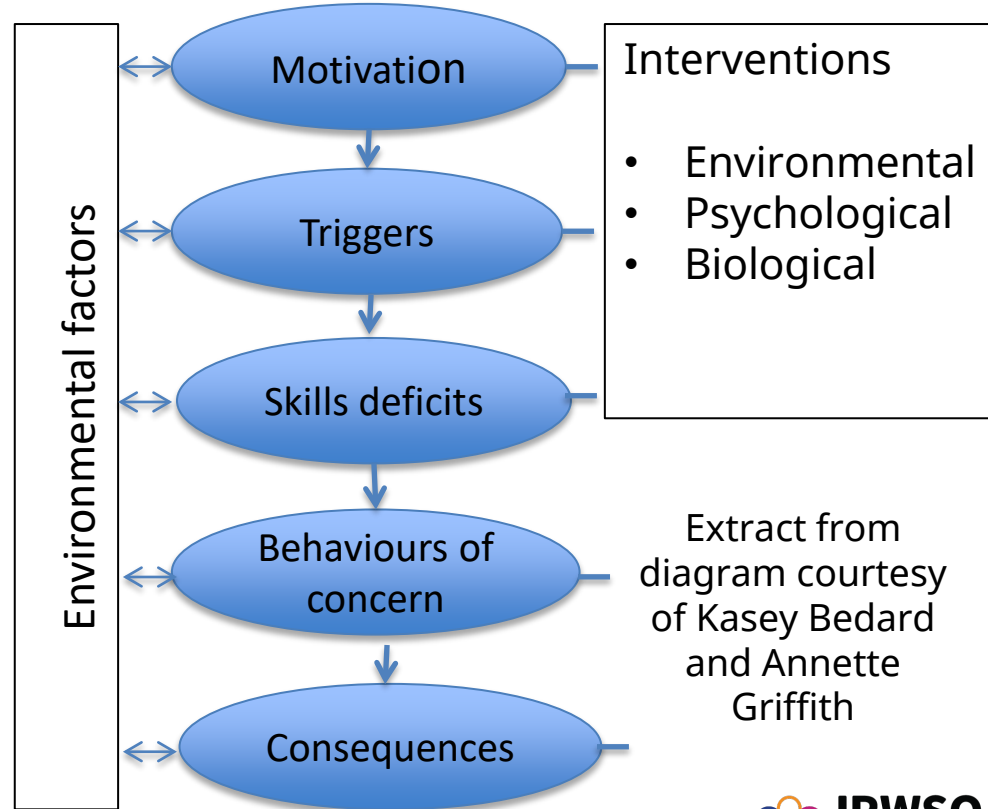 Environmental factors
Motivation
Triggers
Skills deficits
Behaviours of
concern
Consequences
Interventions
• Environmental
• Psychological
• Biological
Extract from
diagram courtesy
of Kasey Bedard
and Annette
Griffith